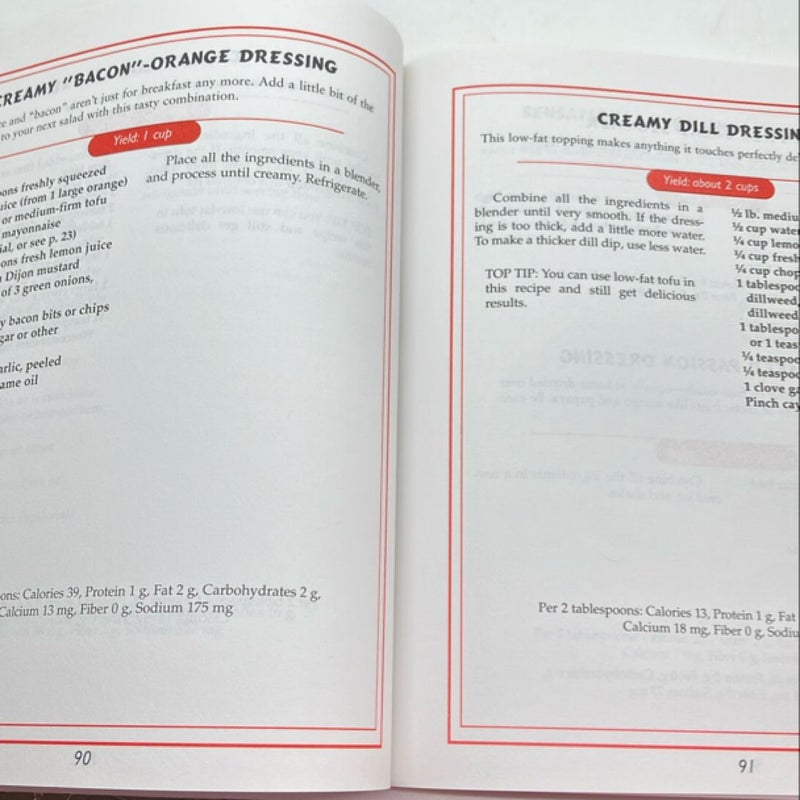 CREAMY "BACON"-ORANGE DRESSING
and "bacon" aren't just for breakfast any more. Add a little bit of the
to your next salad with this tasty combination.
Yield: 1 cup
ons freshly squeezed
uice (from 1 large orange)
or medium-firm tofu
mayonnaise
ial, or see p. 23)
ons fresh lemon juice
Dijon mustard
of 3 green onions,
y bacon bits or chips
gar or other
arlic, peeled
ame oil
Place all the ingredients in a blender,
and process until creamy. Refrigerate.
ons: Calories 39, Protein 1 g, Fat 2 g, Carbohydrates 2 g,
Calcium 13 mg, Fiber 0 g, Sodium 175 mg
90
CREAMY DILL DRESSIN
This low-fat topping makes anything it touches perfectly de
Yield: about 2 cups
Combine all the ingredients in a
blender until very smooth. If the dress-
ing is too thick, add a little more water.
To make a thicker dill dip, use less water.
TOP TIP: You can use low-fat tofu in
this recipe and still get delicious
results.
½ lb. mediu
½ cup wate
¼ cup lemo
¼ cup fresh
¼ cup chop
1 tablespoo
dillweed,
dillweed
1 tablespo
or 1 teas
¼ teaspoo
¼ teaspoo
1 clove ga
Pinch cay
Per 2 tablespoons: Calories 13, Protein 1 g, Fat
Calcium 18 mg, Fiber 0 g, Sodiu
91